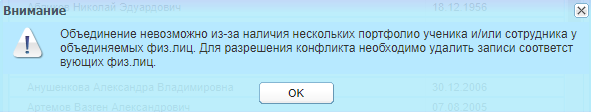 Николай Эдуардович 18.12.1956
Внимание
Объединение невозможно из-за наличия нескольких портфолио ученика и/или сотрудника у
объединяемых физ.лиц. Для разрешения конфликта необходимо удалить записи соответст
вующих физ.лиц.
Анушенкова Александра Владимировна 30.12.2006
OK
Артемов Вазген Александрович 07.08.2005